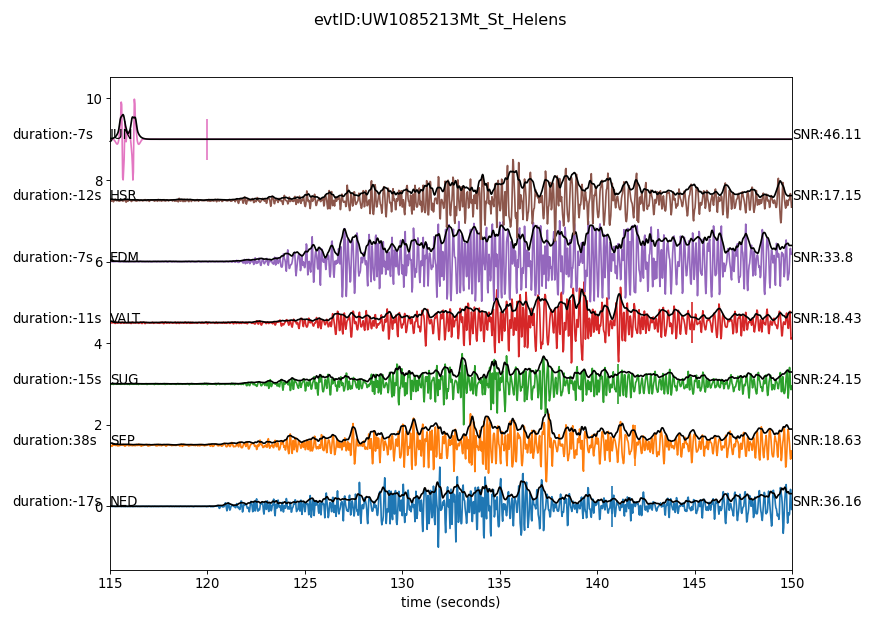 evtID:UW1085213Mt_St_Helens
10
duration:-7s JUN SNR:46.11
8
duration:-12s HSR SNR:17.15
duration:-7s EDM SNR:33.8
6
duration:-11s VALT SNR:18.43
4
duration:-15s SUG SNR:24.15
2
duration:38s SEP SNR:18.63
duration:-17s NED SNR:36.16
0
115 120 125 130 135 140 145 150
time (seconds)